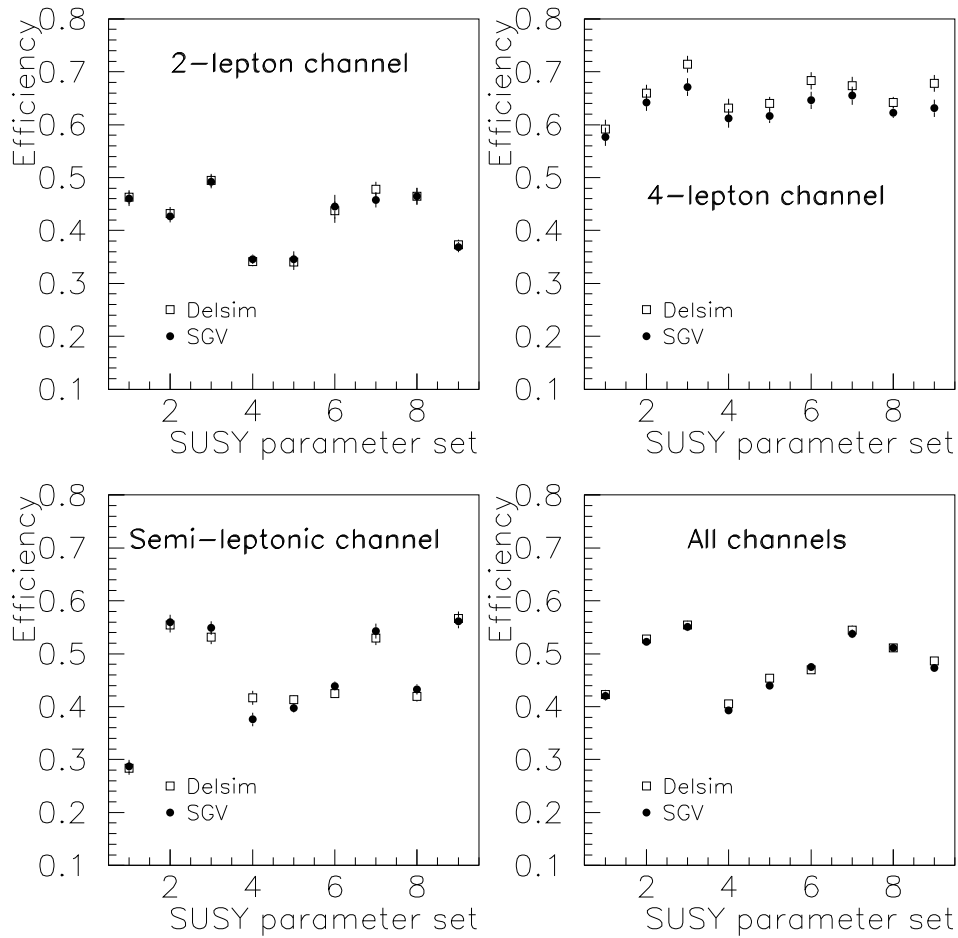 Efficiency
0.8
0.7
0.6
0.5
0.4
0.3
0.2
0.1
2-lepton channel
Delsim
SGV
2 4 6 8
SUSY parameter set
Efficiency
0.8
0.7
0.6
0.5
0.4
0.3
0.2
0.1
4-lepton channel
Delsim
SGV
2 4 6 8
SUSY parameter set
Efficiency
0.8
0.7
0.6
0.5
0.4
0.3
0.2
0.1
Semi-leptonic channel
Delsim
SGV
2 4 6 8
SUSY parameter set
Efficiency
0.8
0.7
0.6
0.5
0.4
0.3
0.2
0.1
All channels
Delsim
SGV
2 4 6 8
SUSY parameter set